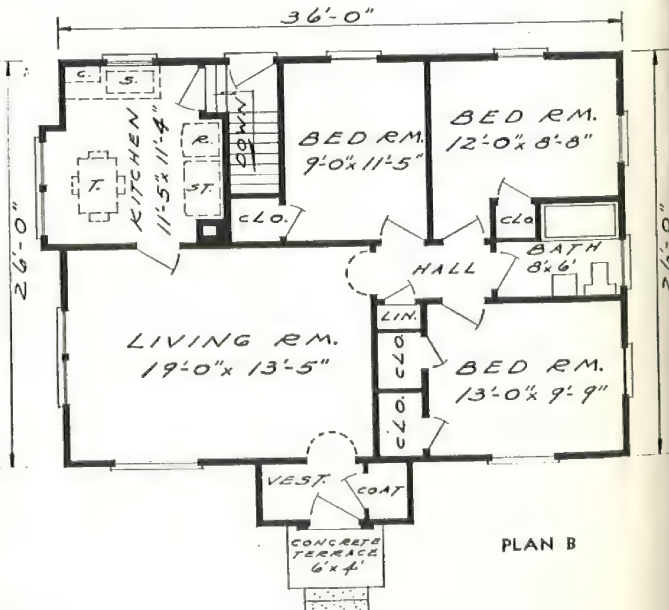 36'-0"
26'-0"
C.
S.
KITCHEN
11'-5"x 11'-4"
T.
R.
ST.
DOWN
CLO.
BED RM.
9'-0"x 11'-5"
BED RM.
12'-0"x 8'-8"
CLO
BATH
8'x 6'
HALL
26'-0"
LIVING RM.
19'-0"x 13'-5"
LIN.
CLO.
CLO.
BED RM.
13'-0"x 9'-9"
VEST.
COAT
CONCRETE
TERRACE
6'x 4'
PLAN B